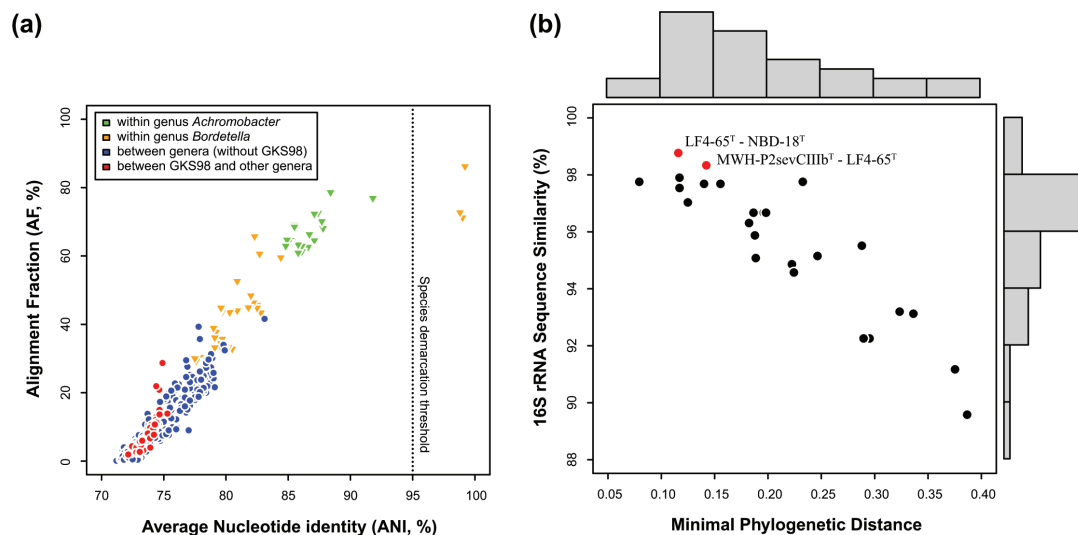 (a)
(b)
within genus Achromobacter
within genus Bordetella
between genera (without GKS98)
between GKS98 and other genera
Species demarcation threshold
Alignment Fraction (AF, %)
100
80
60
40
20
0
70
75
80
85
90
95
100
Average Nucleotide identity (ANI, %)
LF4-65ᵀ - NBD-18ᵀ
MWH-P2sevCIIIbᵀ - LF4-65ᵀ
16S rRNA Sequence Similarity (%)
100
98
96
94
92
90
88
0.05
0.10
0.15
0.20
0.25
0.30
0.35
0.40
Minimal Phylogenetic Distance